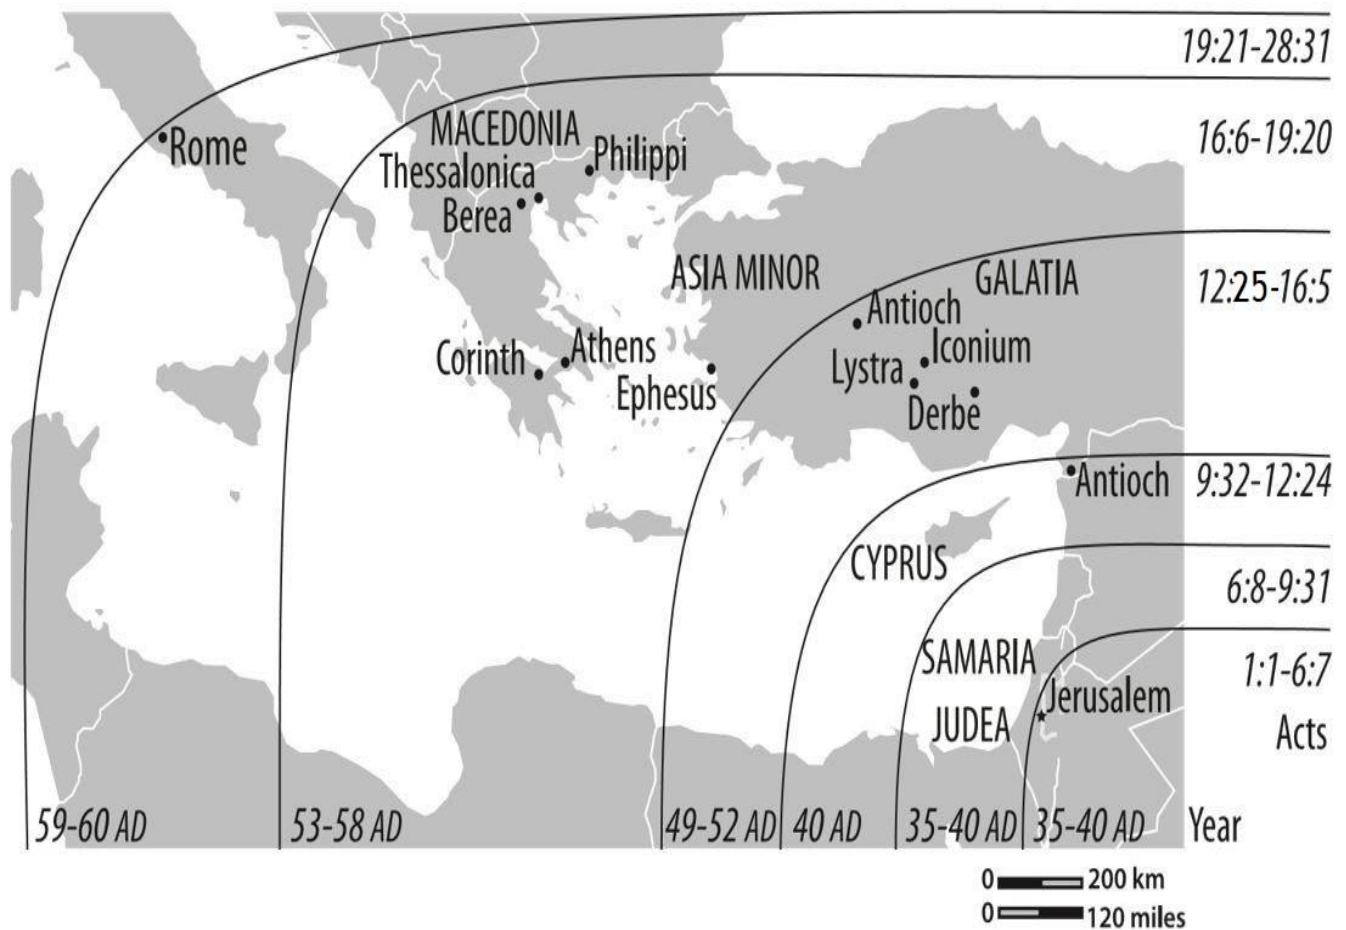 19:21-28:31
MACEDONIA
16:6-19:20
Rome
Philippi
Thessalonica
Berea
ASIA MINOR
GALATIA
12:25-16:5
Antioch
Iconium
Athens
Corinth
Lystra
Ephesus
Derbe
Antioch
9:32-12:24
CYPRUS
6:8-9:31
SAMARIA
1:1-6:7
Jerusalem
JUDEA
Acts
59-60 AD
53-58 AD
49-52 AD
40 AD
35-40 AD
35-40 AD
Year
0 200 km
0 120 miles